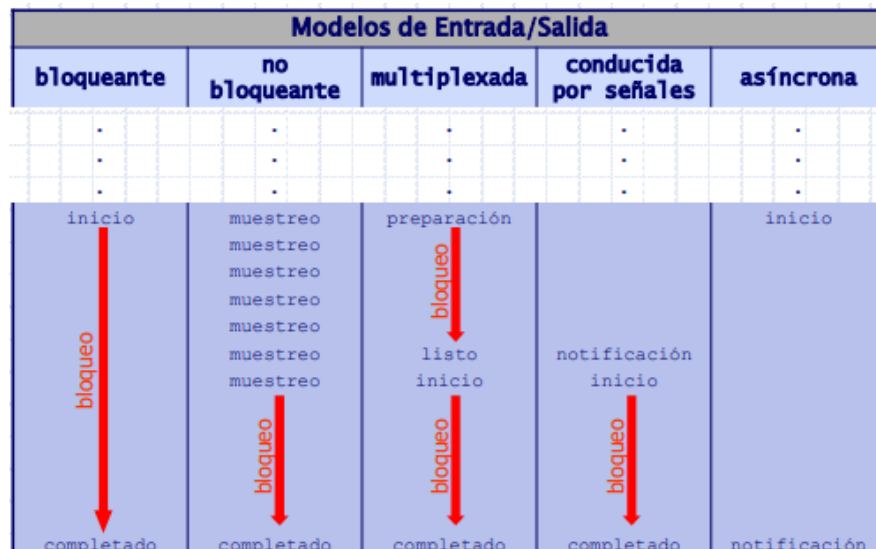 Modelos de Entrada/Salida
bloqueante no bloqueante multiplexada conducida por señales asíncrona
. . . . .
. . . . .
. . . . .
inicio muestreo preparación inicio
muestreo
muestreo
muestreo
muestreo
muestreo listo notificación
muestreo inicio inicio
bloqueo
bloqueo
bloqueo
bloqueo
bloqueo
completado completado completado completado notificación